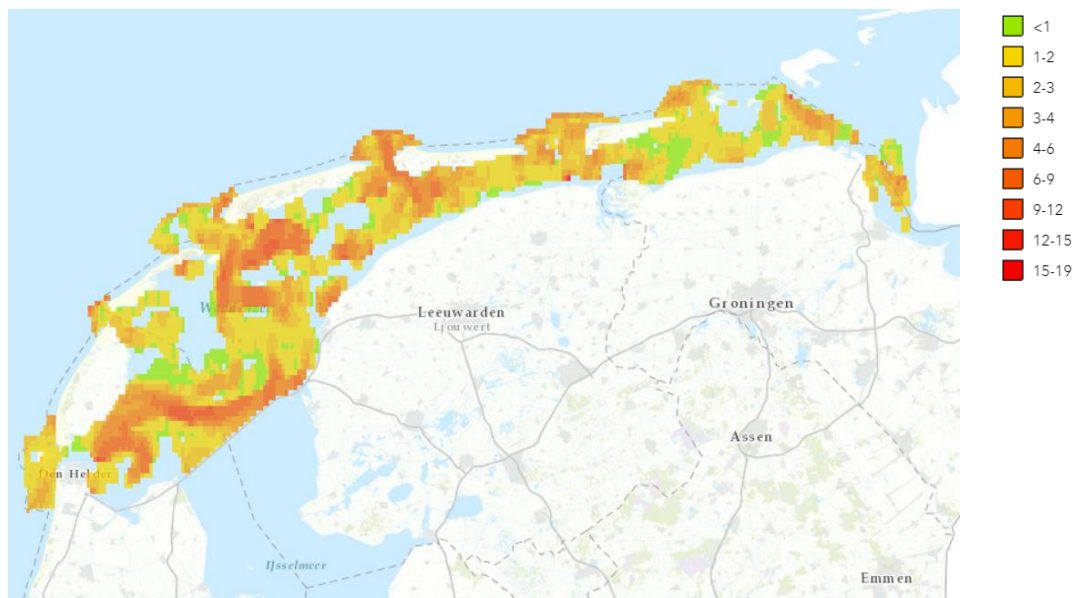 <1
1-2
2-3
3-4
4-6
6-9
9-12
12-15
15-19
Groningen
Leeuwarden
Ljouwert
Assen
Den Helder
IJsselmeer
Emmen